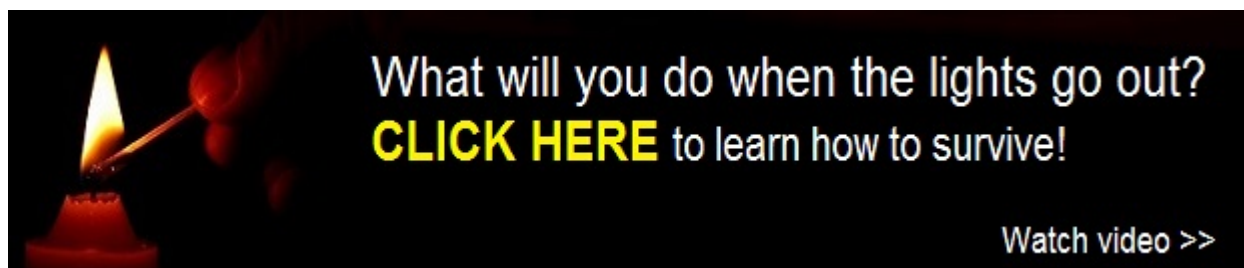 What will you do when the lights go out?
CLICK HERE to learn how to survive!
Watch video >>